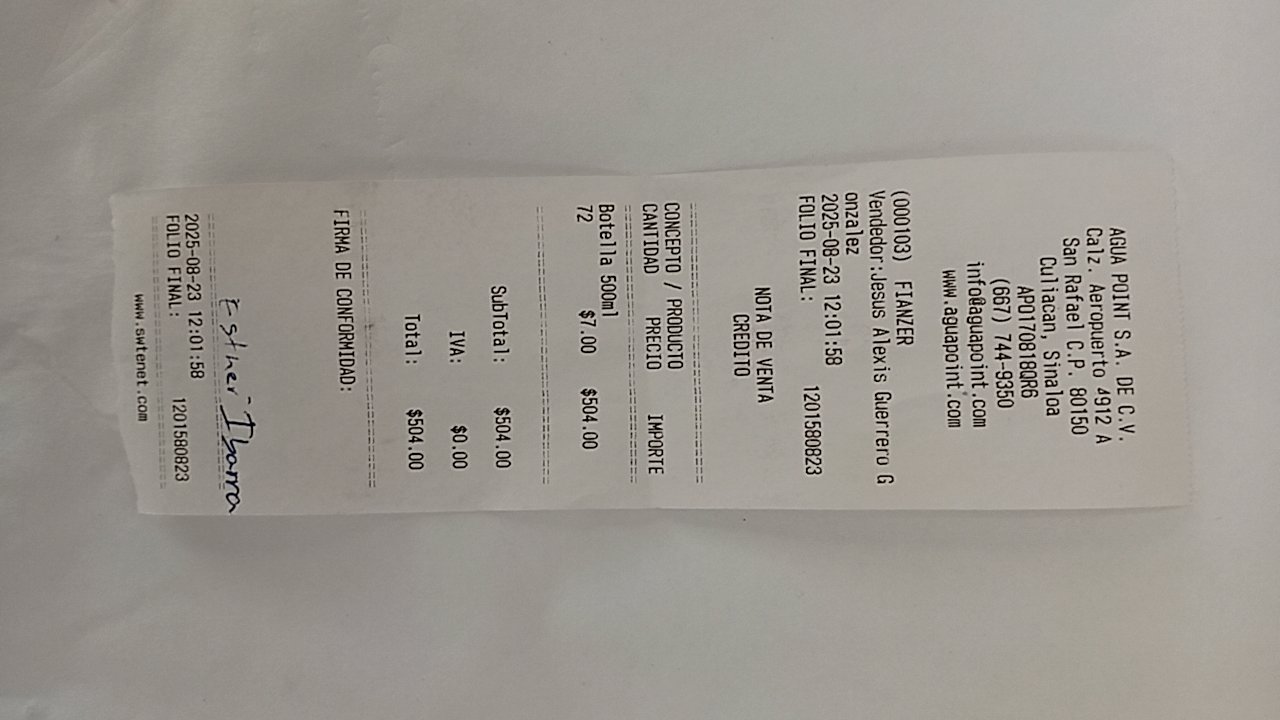 AGUA POINT S.A. DE C.V.
Calz. Aeropuerto 4912 A
San Rafael C.P. 80150
Culiacan, Sinaloa
APO170818QR6
(667) 744-9350
info@aguapoint.com
www.aguapoint.com
(000103) FIANZER
Vendedor:Jesus Alexis Guerrero G
onzalez
2025-08-23 12:01:58
FOLIO FINAL: 1201580823
NOTA DE VENTA
CREDITO
CONCEPTO / PRODUCTO
CANTIDAD PRECIO IMPORTE
Botella 500ml
72 $7.00 $504.00
SubTotal: $504.00
IVA: $0.00
Total: $504.00
FIRMA DE CONFORMIDAD:
Esther Ibarra
2025-08-23 12:01:58
FOLIO FINAL: 1201580823
www.swtenet.com